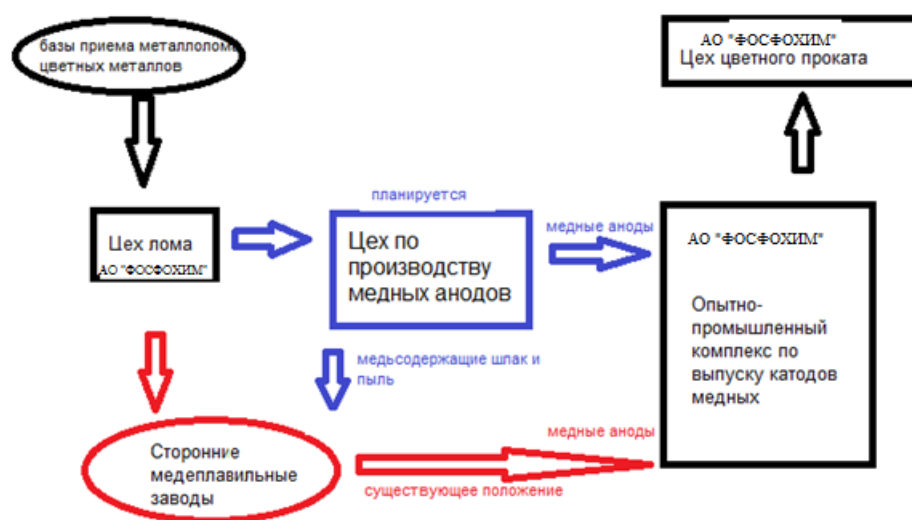 базы приема металлолома
цветных металлов
АО "ФОСФОХИМ"
Цех цветного проката
планируется
Цех лома
АО "ФОСФОХИМ"
Цех по
производству
медных анодов
медные аноды
АО "ФОСФОХИМ"
Опытно-
промышленный
комплекс по
выпуску катодов
медных
медьсодержащие шлак и
пыль
Сторонние
медеплавильные
заводы
медные аноды
существующее положение